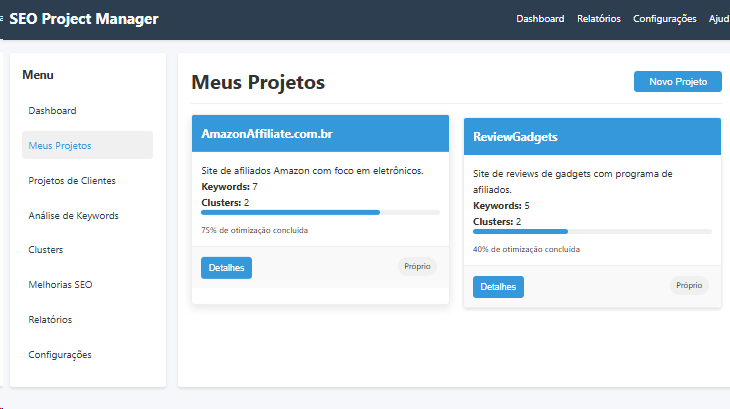 SEO Project Manager
Dashboard Relatórios Configurações Ajud
Menu
Dashboard
Meus Projetos
Projetos de Clientes
Análise de Keywords
Clusters
Melhorias SEO
Relatórios
Configurações
Meus Projetos
Novo Projeto
AmazonAffiliate.com.br
Site de afiliados Amazon com foco em eletrônicos.
Keywords: 7
Clusters: 2
75% de otimização concluída
Detalhes
Próprio
ReviewGadgets
Site de reviews de gadgets com programa de
afiliados.
Keywords: 5
Clusters: 2
40% de otimização concluída
Detalhes
Próprio